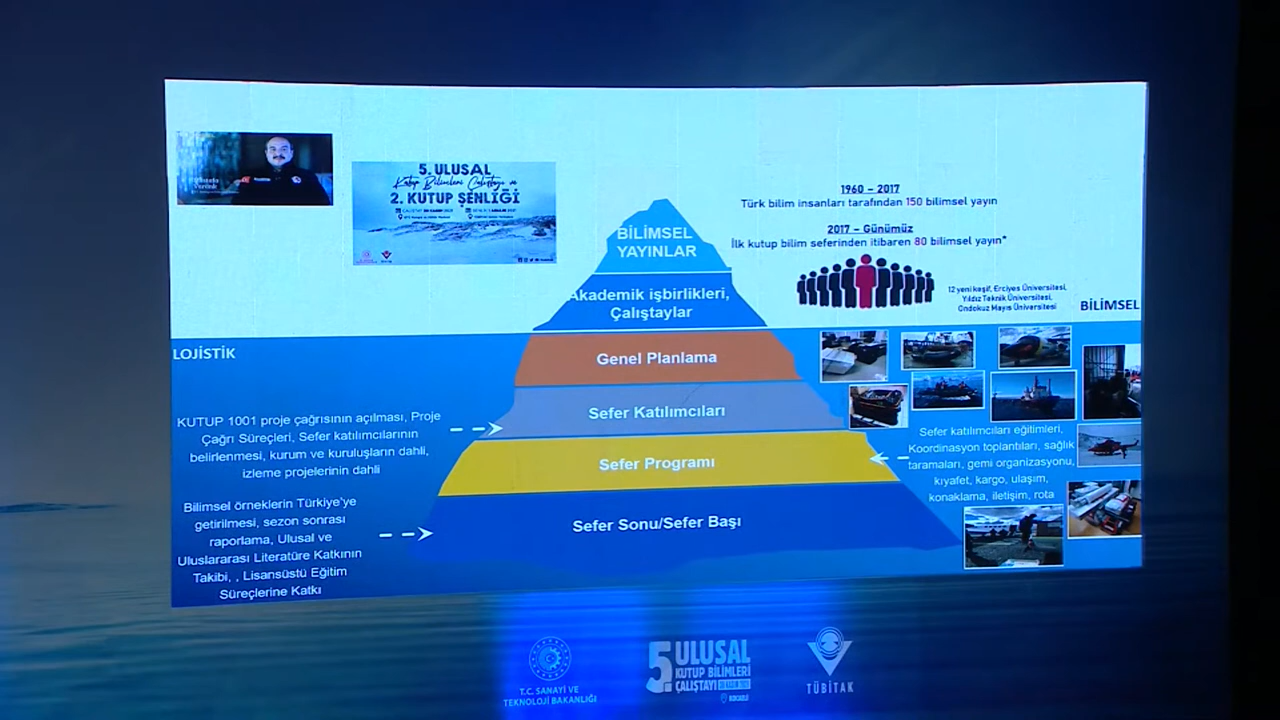 5. ULUSAL
Kutup Bilimleri Çalıştayı ve
2. KUTUP ŞENLİĞİ
1960 – 2017
Türk bilim insanları tarafından 150 bilimsel yayın
2017 – Günümüz
İlk kutup bilim seferinden itibaren 80 bilimsel yayın*
12 yeni keşif, Erciyes Üniversitesi,
Yıldız Teknik Üniversitesi,
Ondokuz Mayıs Üniversitesi
BİLİMSEL
BİLİMSEL
YAYINLAR
Akademik işbirlikleri,
Çalıştaylar
LOJİSTİK
Genel Planlama
Sefer Katılımcıları
Sefer Programı
Sefer Sonu/Sefer Başı
KUTUP 1001 proje çağrısının açılması, Proje
Çağrı Süreçleri, Sefer katılımcılarının
belirlenmesi, kurum ve kuruluşların dahli,
izleme projelerinin dahli
Bilimsel örneklerin Türkiye'ye
getirilmesi, sezon sonrası
raporlama, Ulusal ve
Uluslararası Literatüre Katkının
Takibi, , Lisansüstü Eğitim
Süreçlerine Katkı
Sefer katılımcıları eğitimleri,
Koordinasyon toplantıları, sağlık
taramaları, gemi organizasyonu,
kıyafet, kargo, ulaşım,
konaklama, iletişim, rota
T.C. SANAYİ VE
TEKNOLOJİ BAKANLIĞI
5. ULUSAL
KUTUP BİLİMLERİ
ÇALIŞTAYI
KOCAELİ
TÜBİTAK